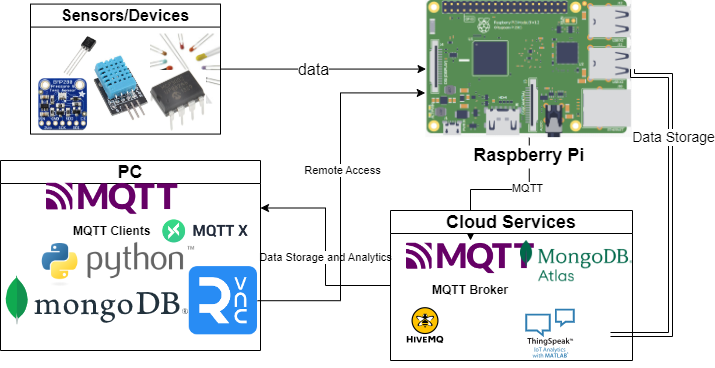 Sensors/Devices
BMP280
data
Raspberry Pi
Data Storage
Remote Access
MQTT
PC
MQTT
MQTT Clients
MQTT X
python™
mongoDB®
R
vnc
Data Storage and Analytics
Cloud Services
MQTT
MongoDB.
Atlas
MQTT Broker
HIVEMQ
ThingSpeak™
IoT Analytics
with MATLAB®